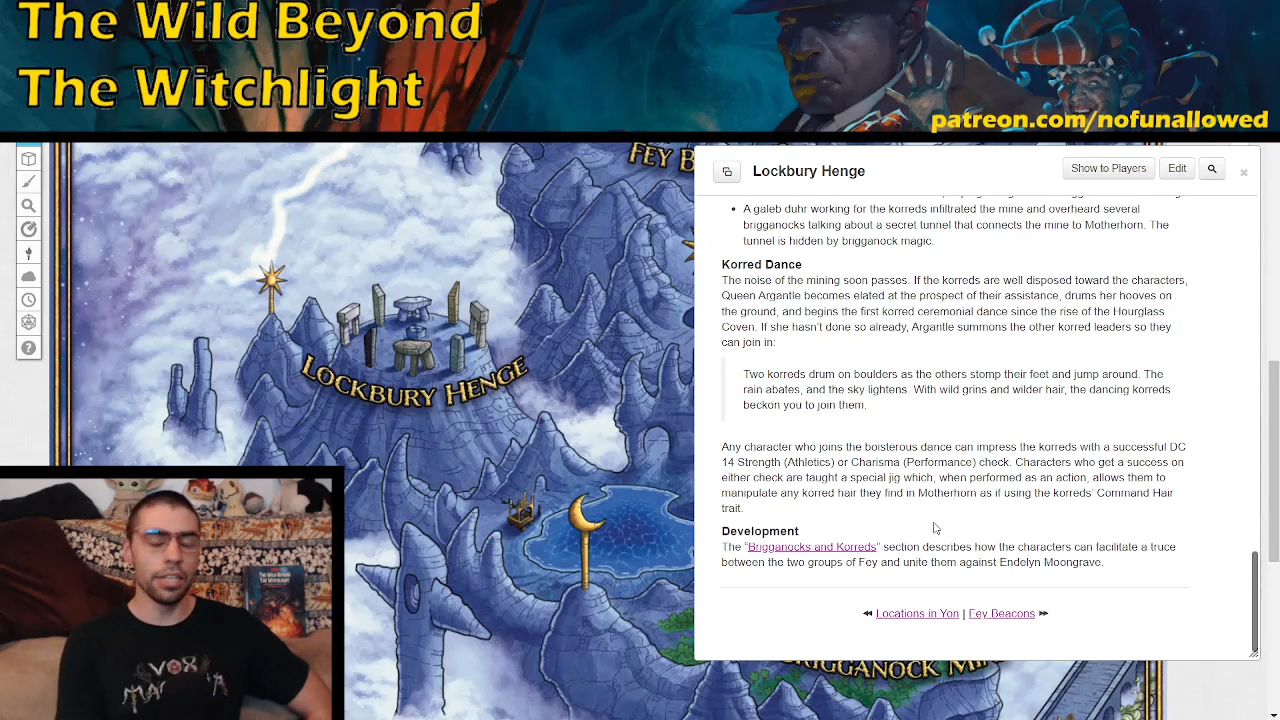 The Wild Beyond
The Witchlight
patreon.com/nofunallowed
FEY B
LOCKBURY HENGE
Lockbury Henge
Show to Players
Edit
A galeb duhr working for the korreds infiltrated the mine and overheard several
brigganocks talking about a secret tunnel that connects the mine to Motherhorn. The
tunnel is hidden by brigganock magic.
Korred Dance
The noise of the mining soon passes. If the korreds are well disposed toward the characters,
Queen Argantle becomes elated at the prospect of their assistance, drums her hooves on
the ground, and begins the first korred ceremonial dance since the rise of the Hourglass
Coven. If she hasn't done so already, Argantle summons the other korred leaders so they
can join in:
Two korreds drum on boulders as the others stomp their feet and jump around. The
rain abates, and the sky lightens. With wild grins and wilder hair, the dancing korreds
beckon you to join them.
Any character who joins the boisterous dance can impress the korreds with a successful DC
14 Strength (Athletics) or Charisma (Performance) check. Characters who get a success on
either check are taught a special jig which, when performed as an action, allows them to
manipulate any korred hair they find in Motherhorn as if using the korreds' Command Hair
trait.
Development
The "Brigganocks and Korreds" section describes how the characters can facilitate a truce
between the two groups of Fey and unite them against Endelyn Moongrave.
Locations in Yon | Fey Beacons
BRIGGANOCK MIN
VOX
THE WILD BEYOND
THE WITCHLIGHT